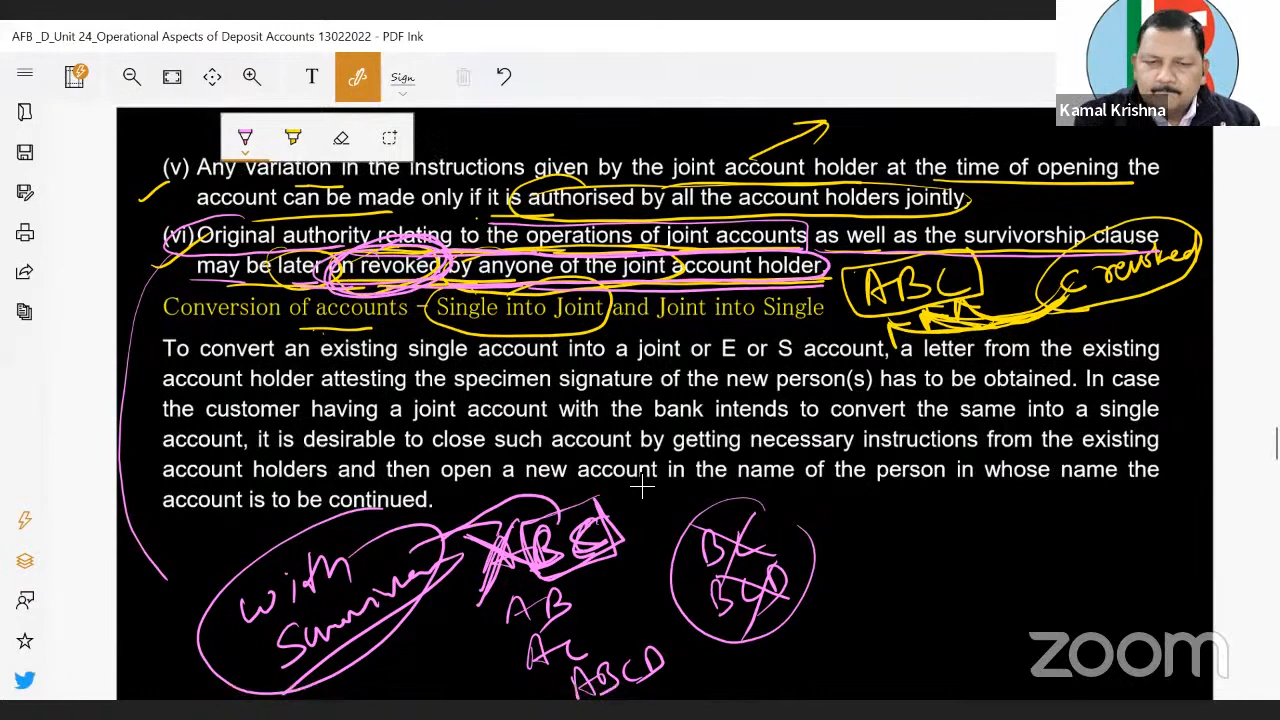 AFB _D_Unit 24_Operational Aspects of Deposit Accounts 13022022 - PDF Ink
T
Sign
Kamal Krishna
(v) Any variation in the instructions given by the joint account holder at the time of opening the
account can be made only if it is authorised by all the account holders jointly.
(vi) Original authority relating to the operations of joint accounts as well as the survivorship clause
may be later on revoked by anyone of the joint account holder.
ABC
C revoked
Conversion of accounts - Single into Joint and Joint into Single
To convert an existing single account into a joint or E or S account, a letter from the existing
account holder attesting the specimen signature of the new person(s) has to be obtained. In case
the customer having a joint account with the bank intends to convert the same into a single
account, it is desirable to close such account by getting necessary instructions from the existing
account holders and then open a new account in the name of the person in whose name the
account is to be continued.
with
ABC
AB
AC
ABCD
BC
BCD
zoom